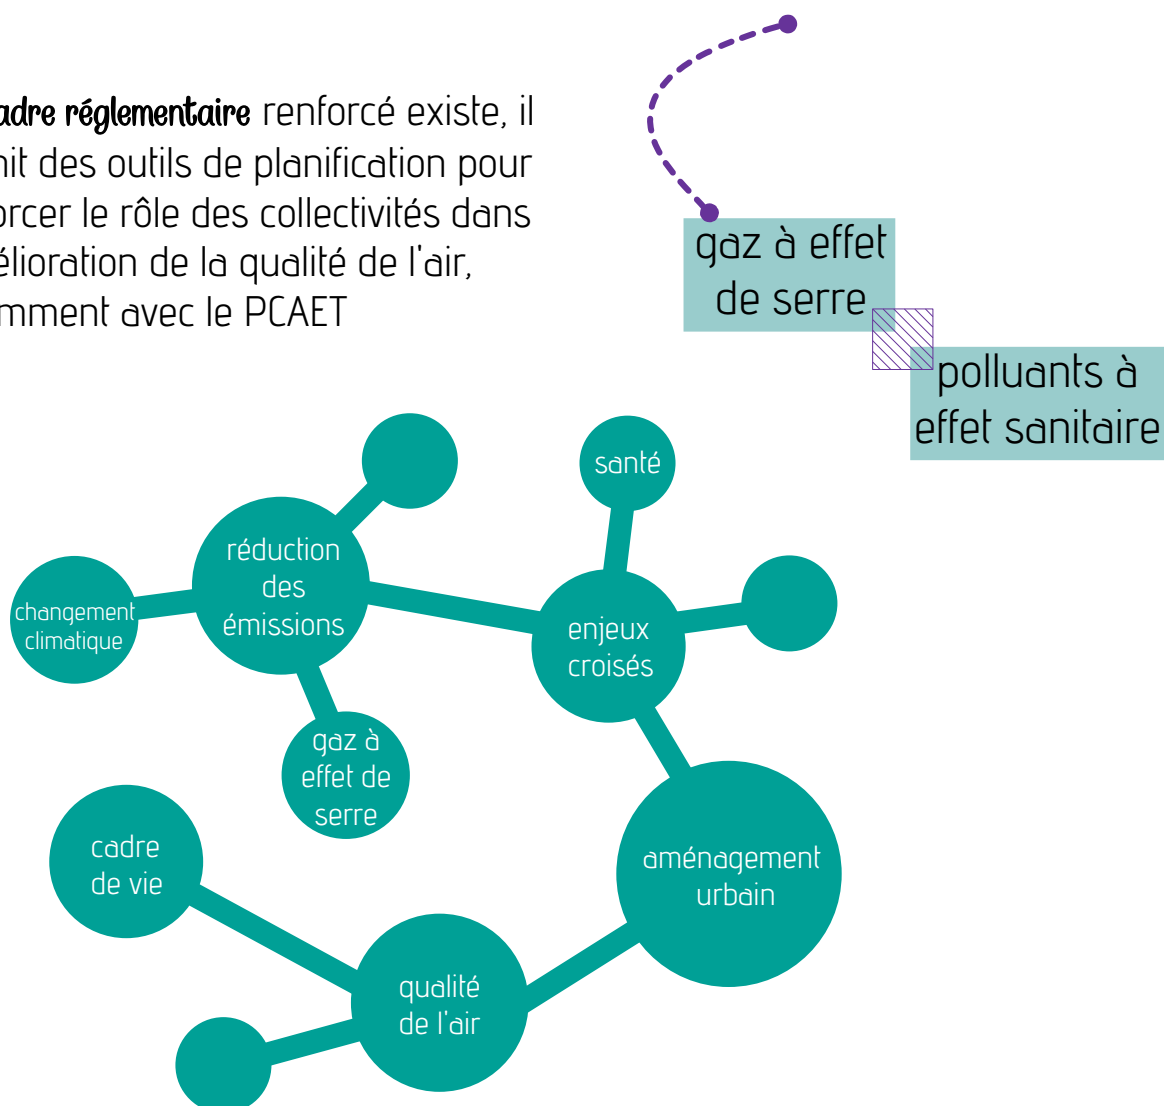 adre réglementaire renforcé existe, il
nit des outils de planification pour
orcer le rôle des collectivités dans
élioration de la qualité de l'air,
mment avec le PCAET
gaz à effet
de serre
polluants à
effet sanitaire
santé
réduction
des
émissions
changement
climatique
enjeux
croisés
gaz à
effet de
serre
cadre
de vie
aménagement
urbain
qualité
de l'air